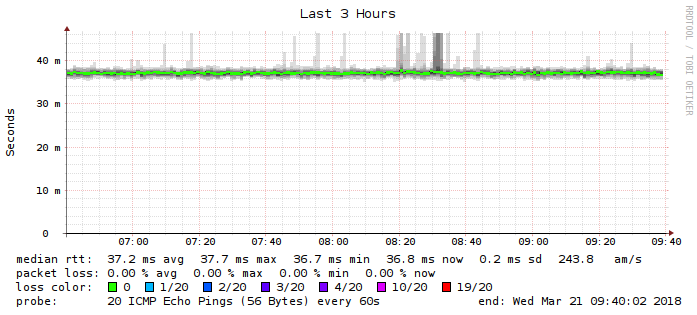 Last 3 Hours
RRDTOOL / TOBI OETIKER
Seconds
40 m
30 m
20 m
10 m
0
07:00 07:20 07:40 08:00 08:20 08:40 09:00 09:20 09:40
median rtt: 37.2 ms avg 37.7 ms max 36.7 ms min 36.8 ms now 0.2 ms sd 243.8 am/s
packet loss: 0.00 % avg 0.00 % max 0.00 % min 0.00 % now
loss color: 0 1/20 2/20 3/20 4/20 10/20 19/20
probe: 20 ICMP Echo Pings (56 Bytes) every 60s end: Wed Mar 21 09:40:02 2018